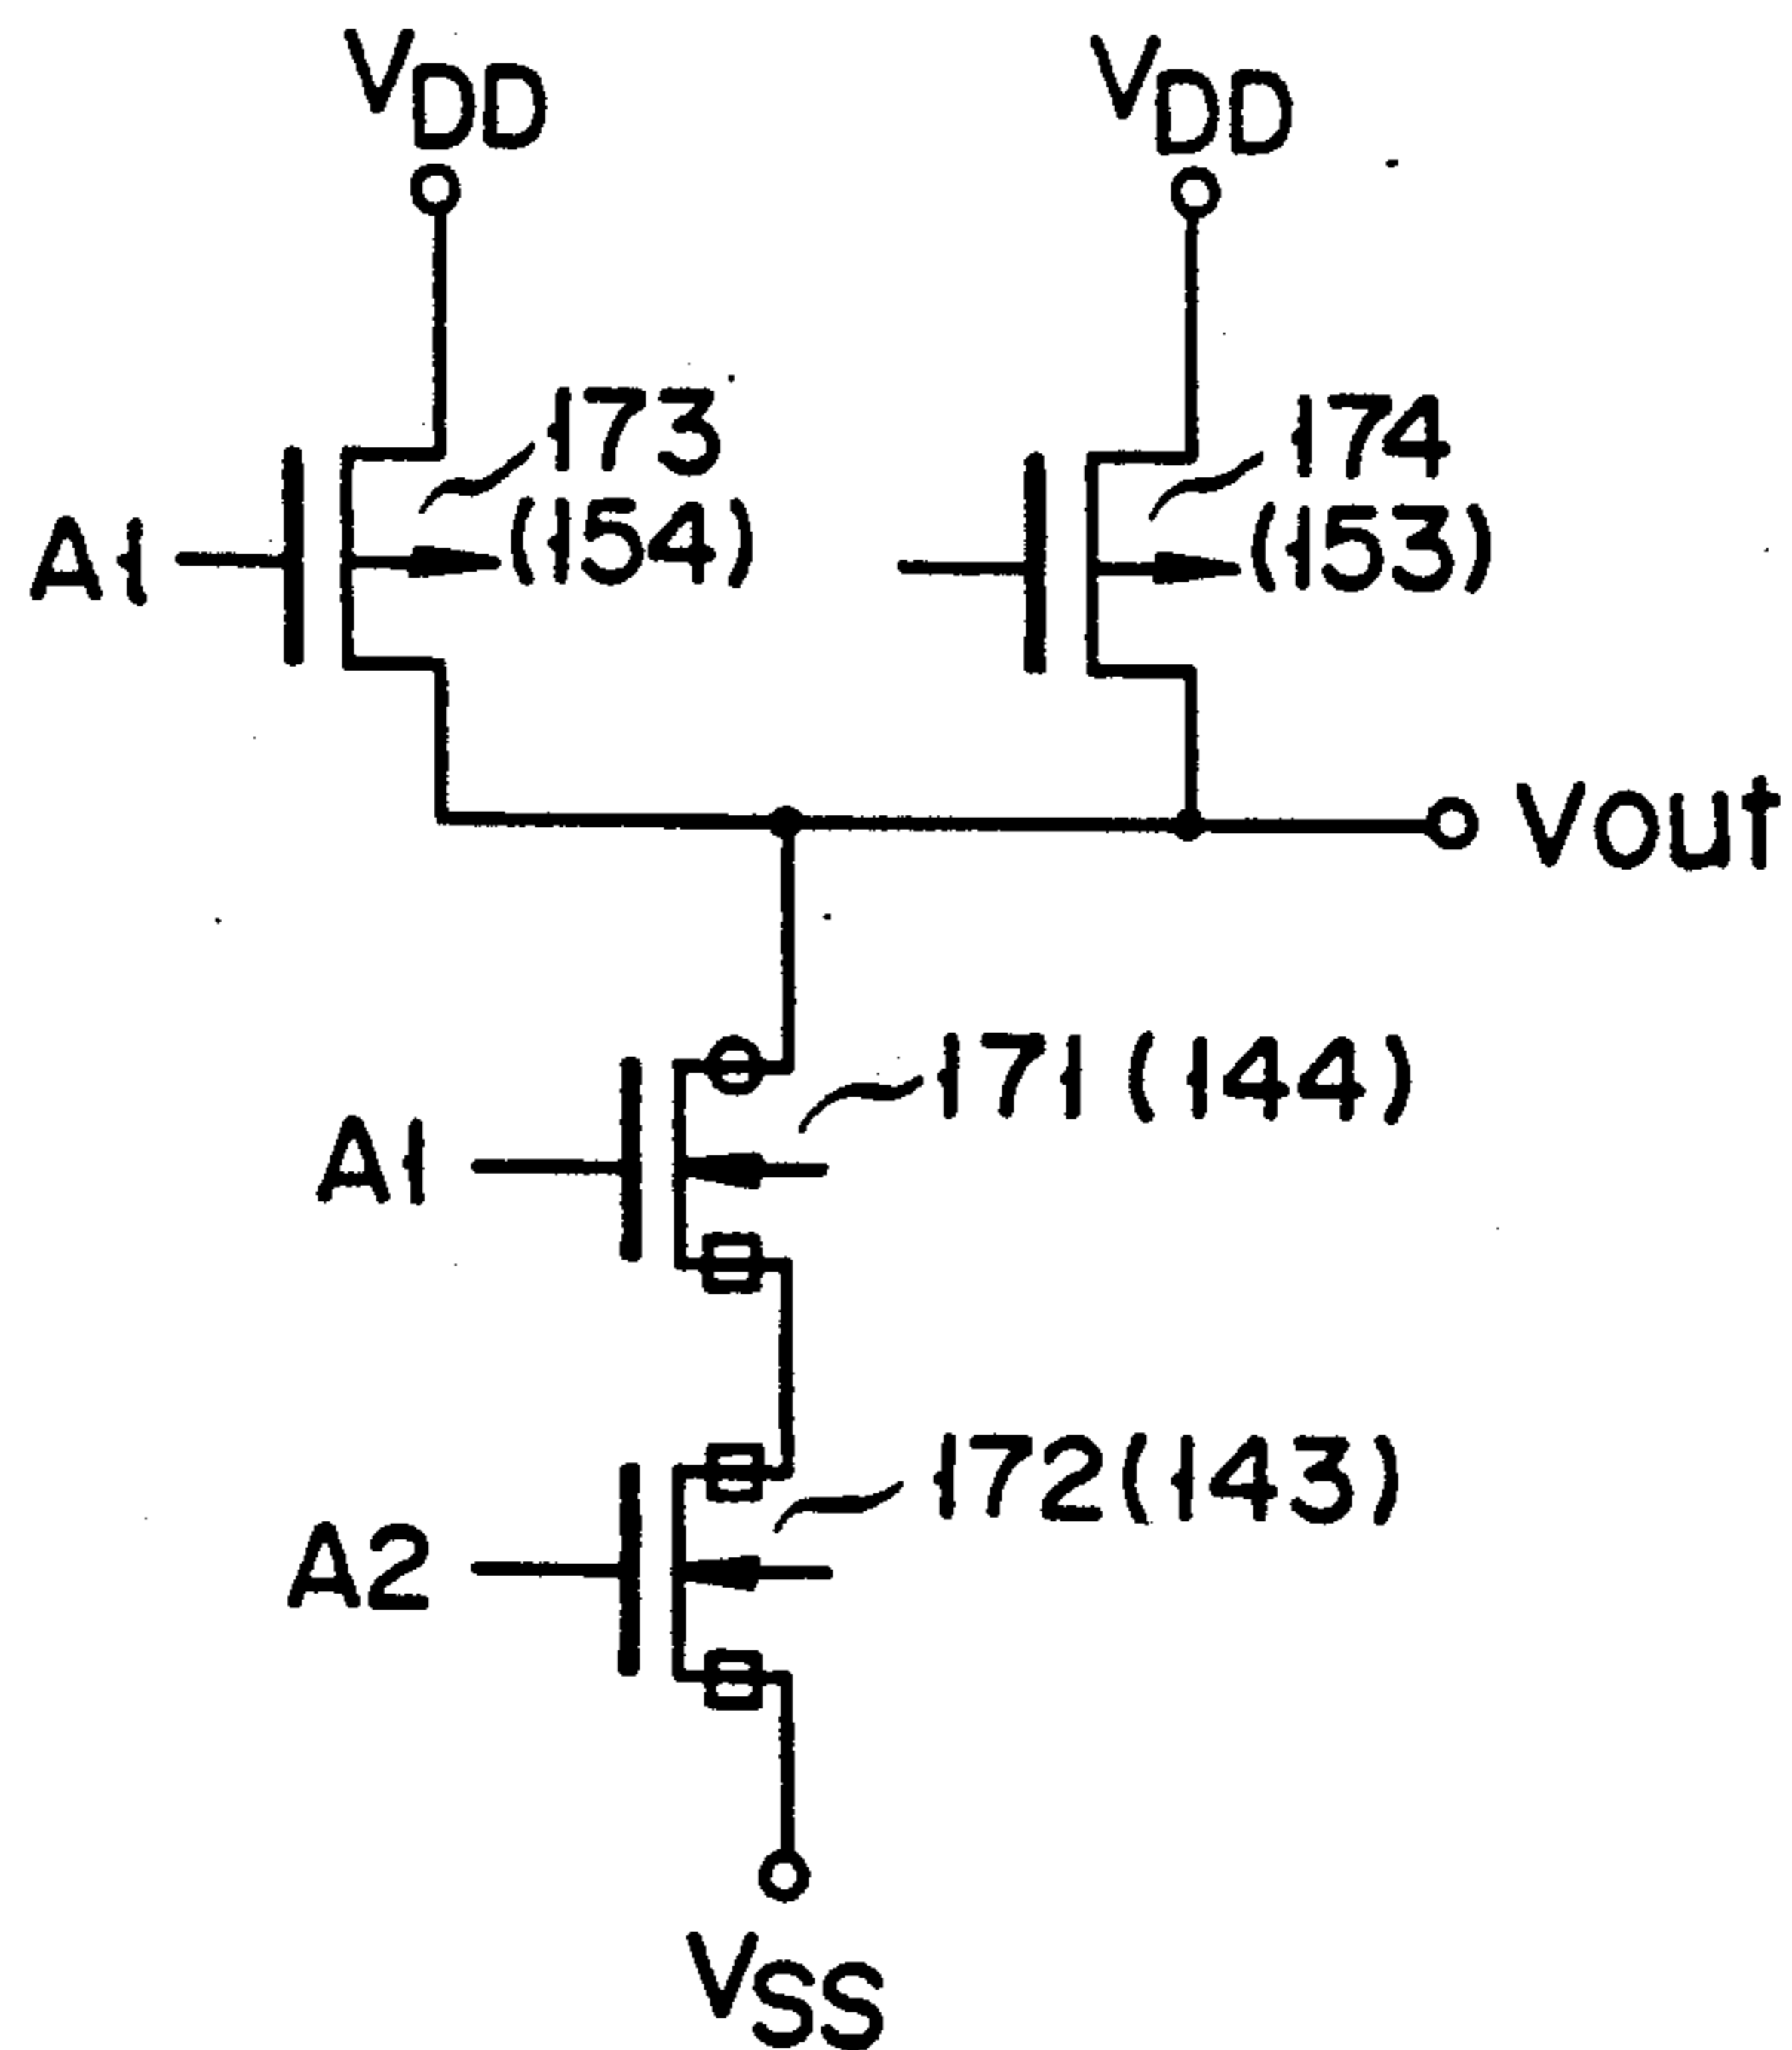 VDD
VDD
173
(154)
174
(153)
A1
Vout
171(144)
A1
172(143)
A2
VSS